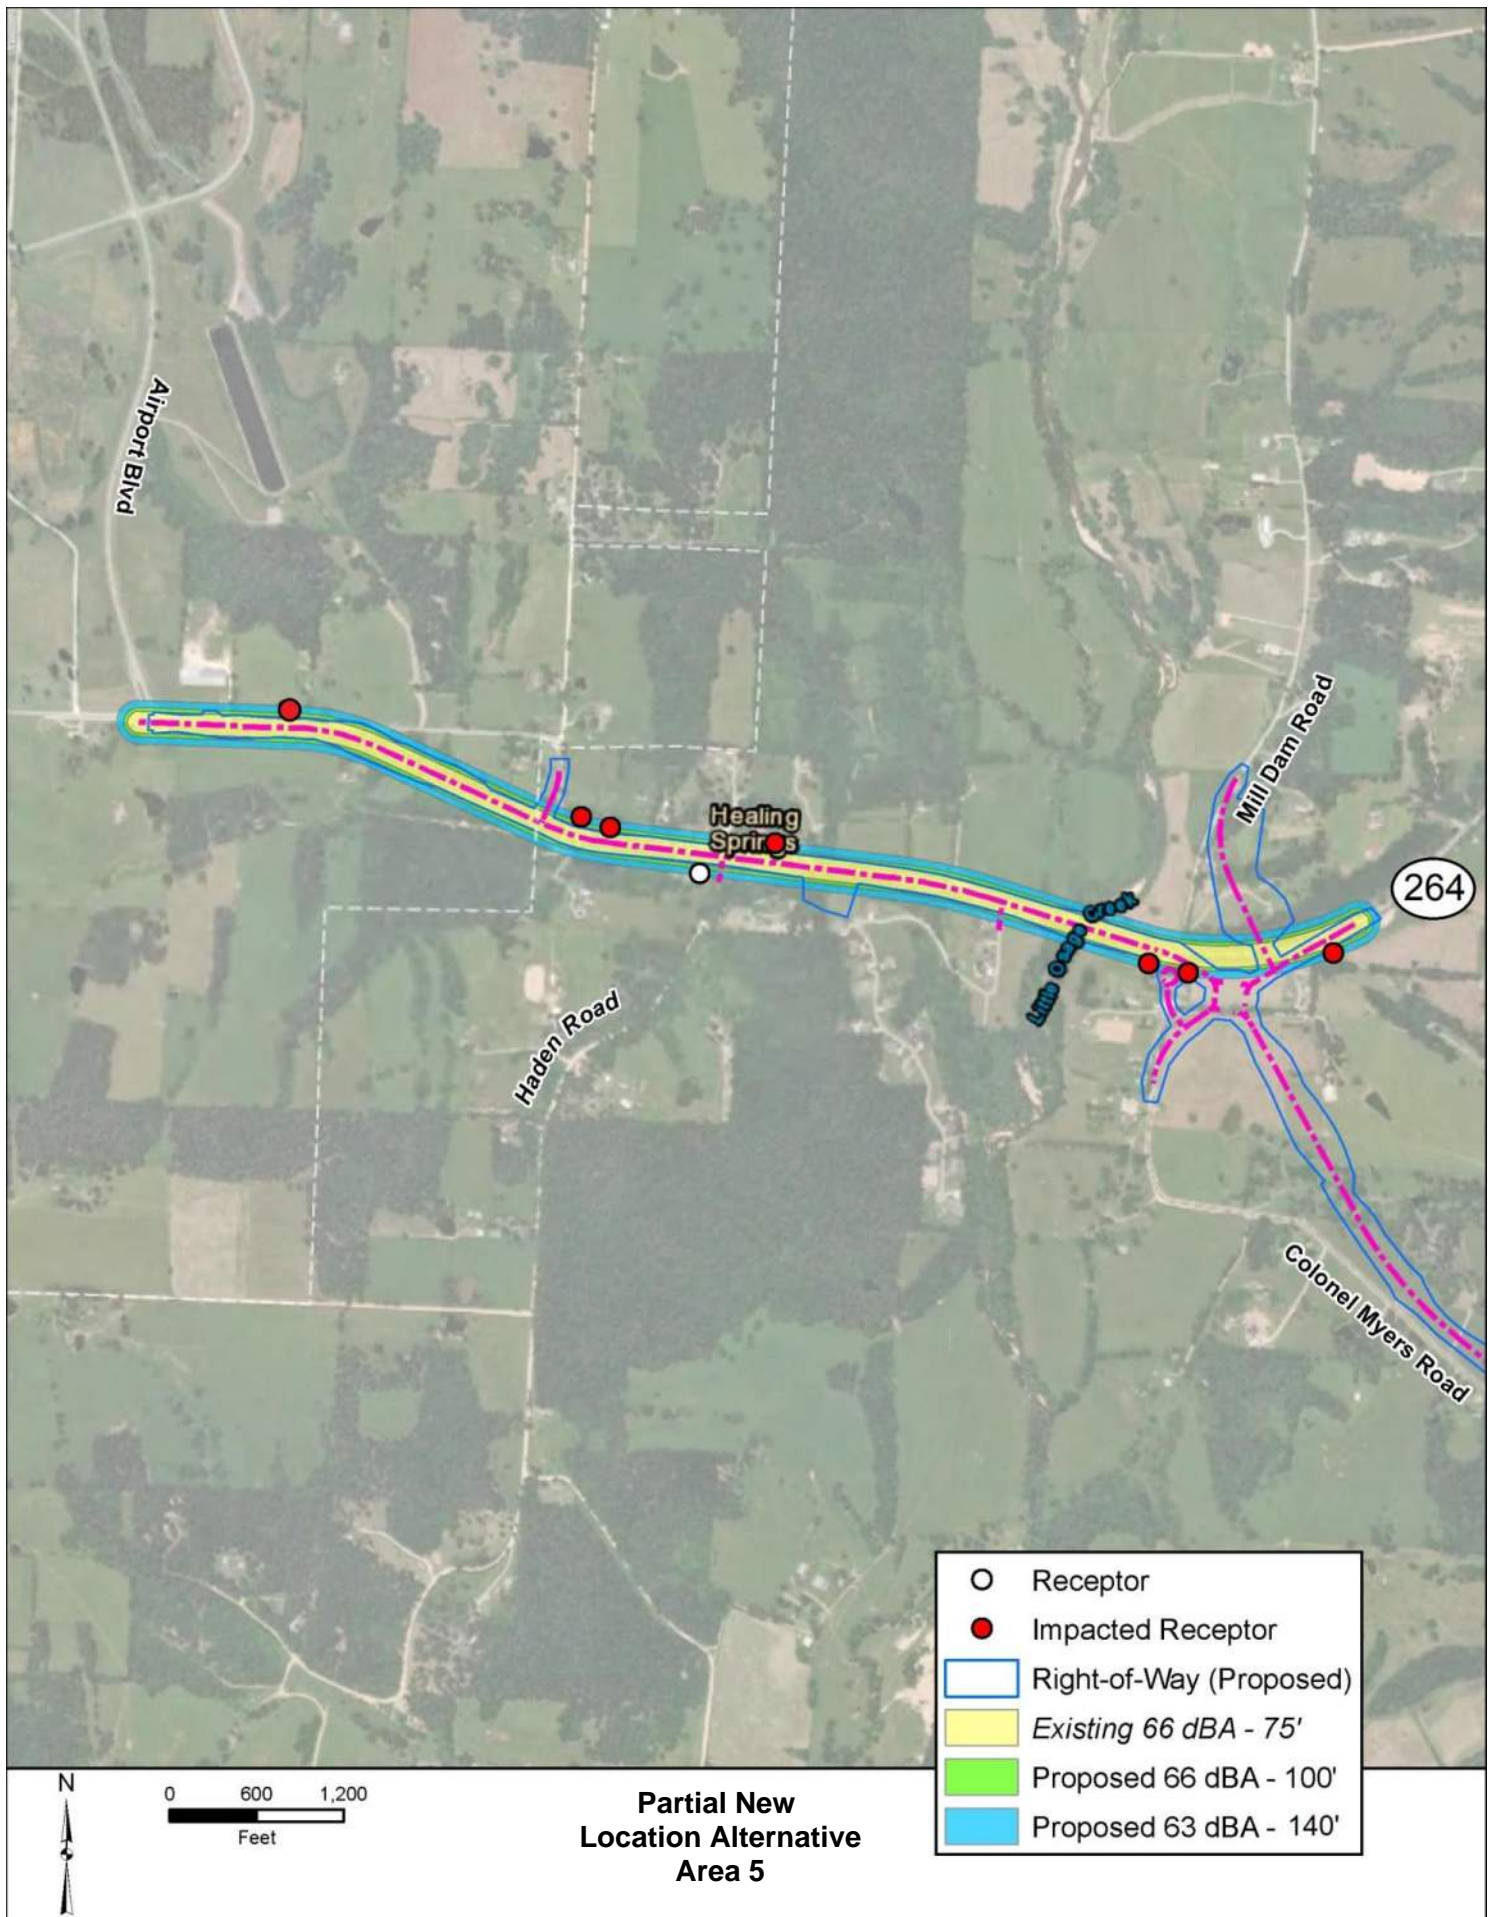 Airport Blvd
Mill Dam Road
Healing
Springs
264
Little Osage Creek
Haden Road
Colonel Myers Road
Receptor
Impacted Receptor
Right-of-Way (Proposed)
Existing 66 dBA - 75'
Proposed 66 dBA - 100'
Proposed 63 dBA - 140'
N
0 600 1,200
Feet
Partial New
Location Alternative
Area 5